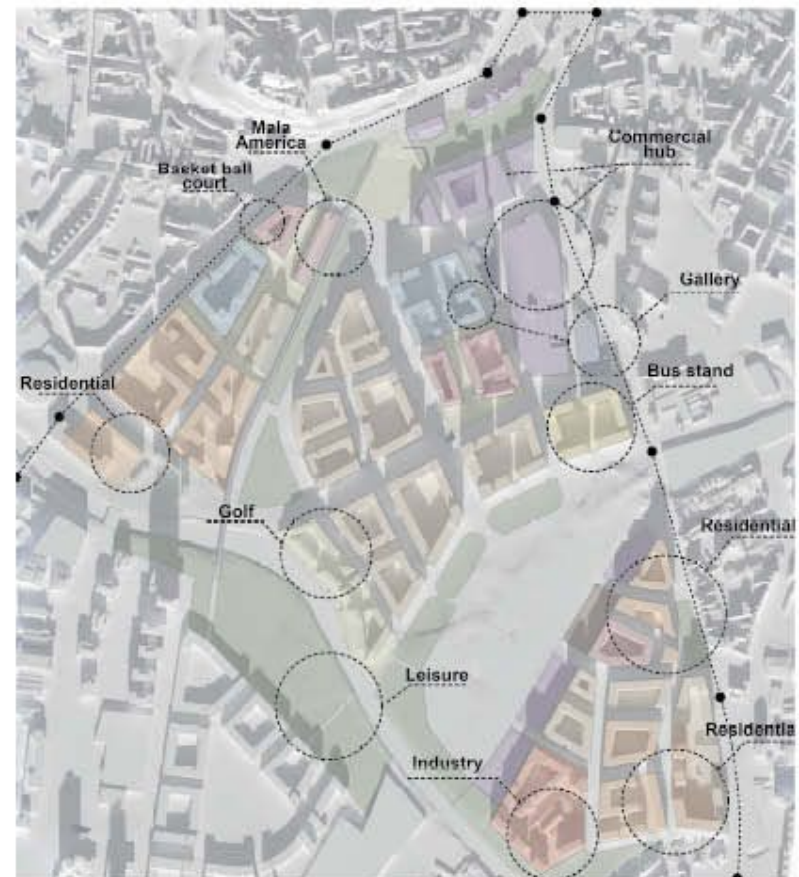 Mala
America
Basket ball
court
Commercial
hub
Gallery
Residential
Bus stand
Golf
Residential
Leisure
Residential
Industry